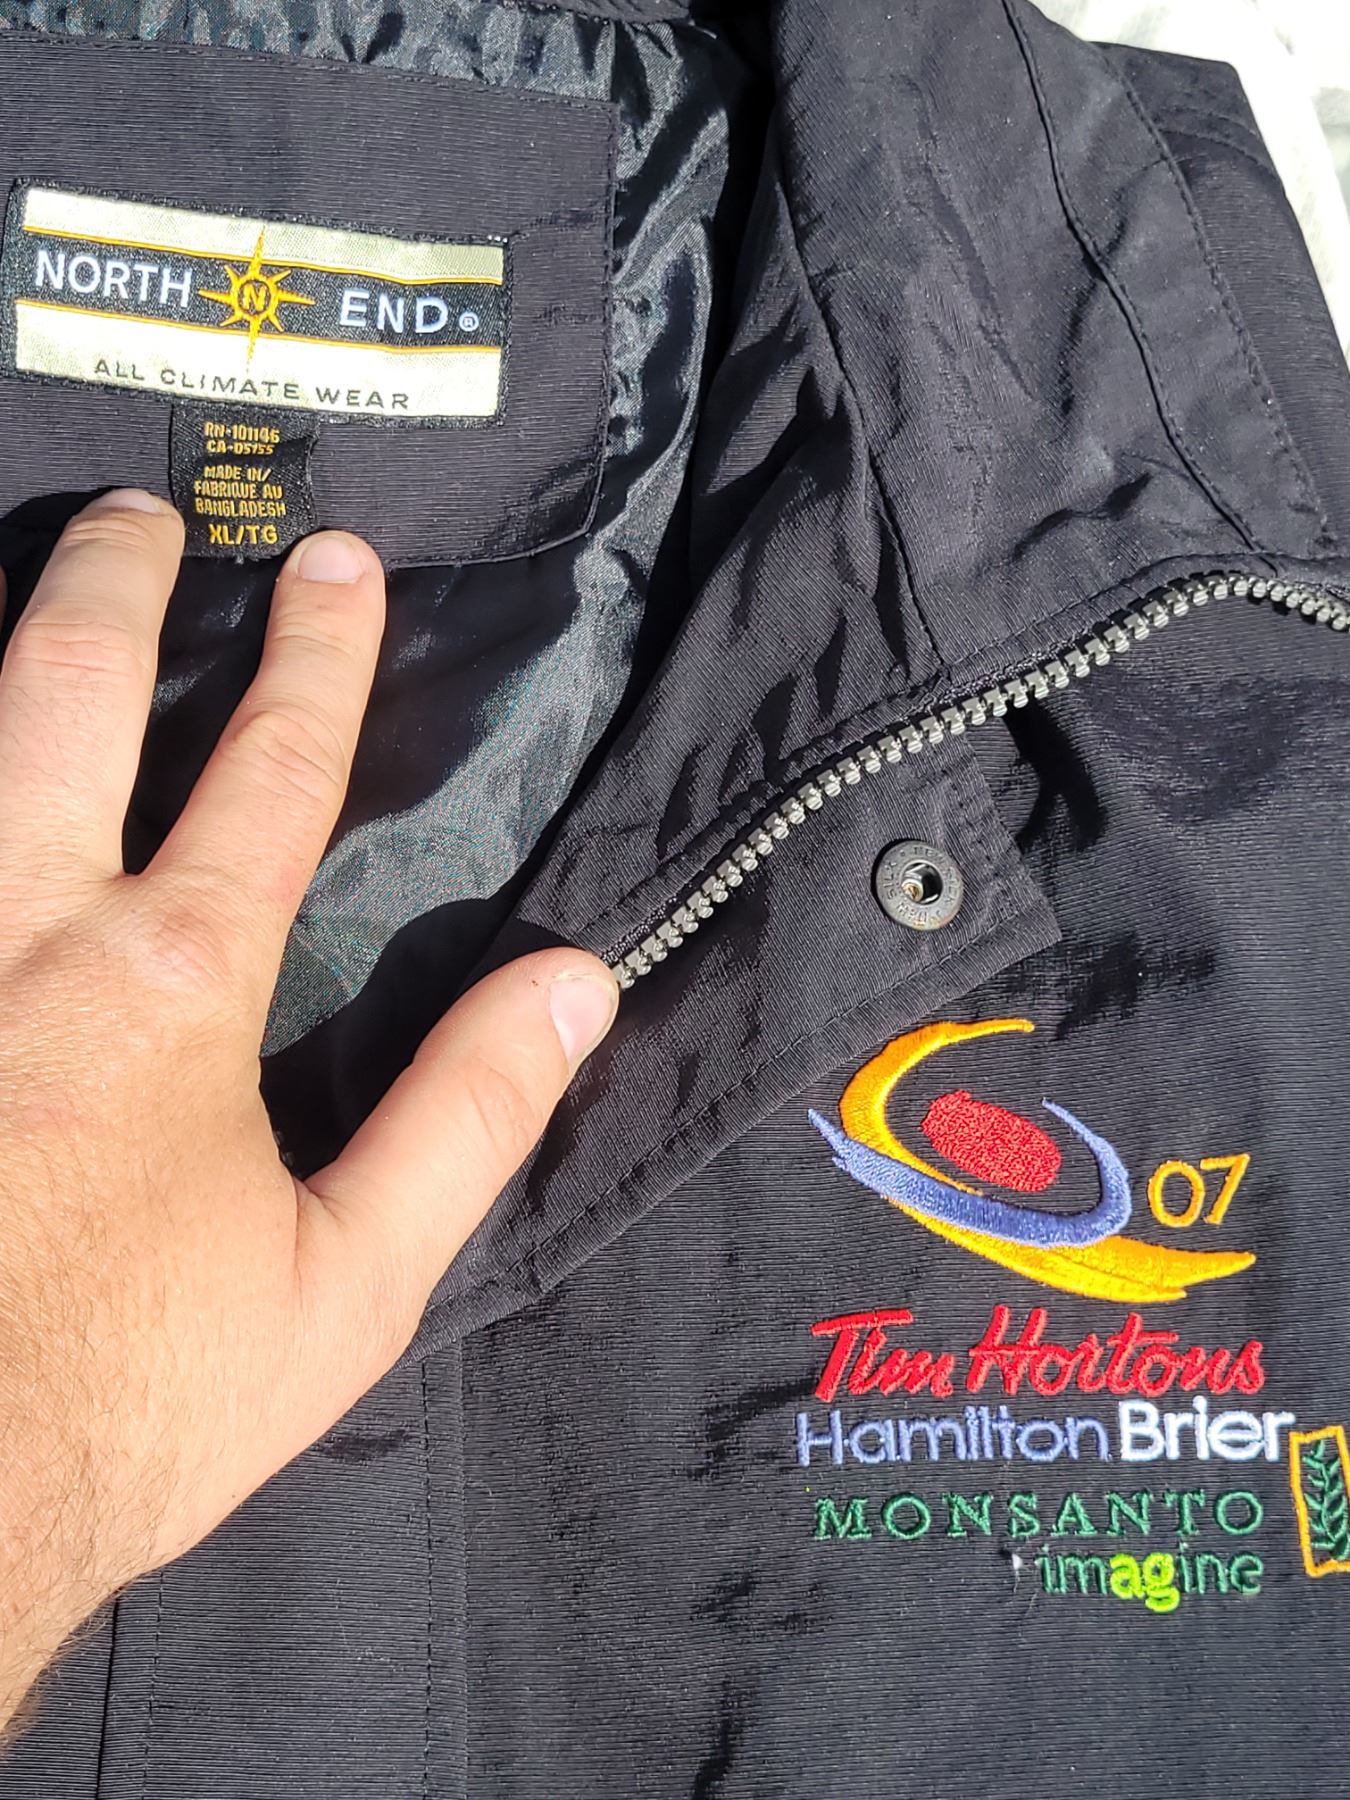 NORTH N END®
ALL CLIMATE WEAR
RN-101146
CA-05755
MADE IN/
FABRIQUE AU
BANGLADESH
XL/TG
07
Tim Hortons
Hamilton Brier
MONSANTO
imagine